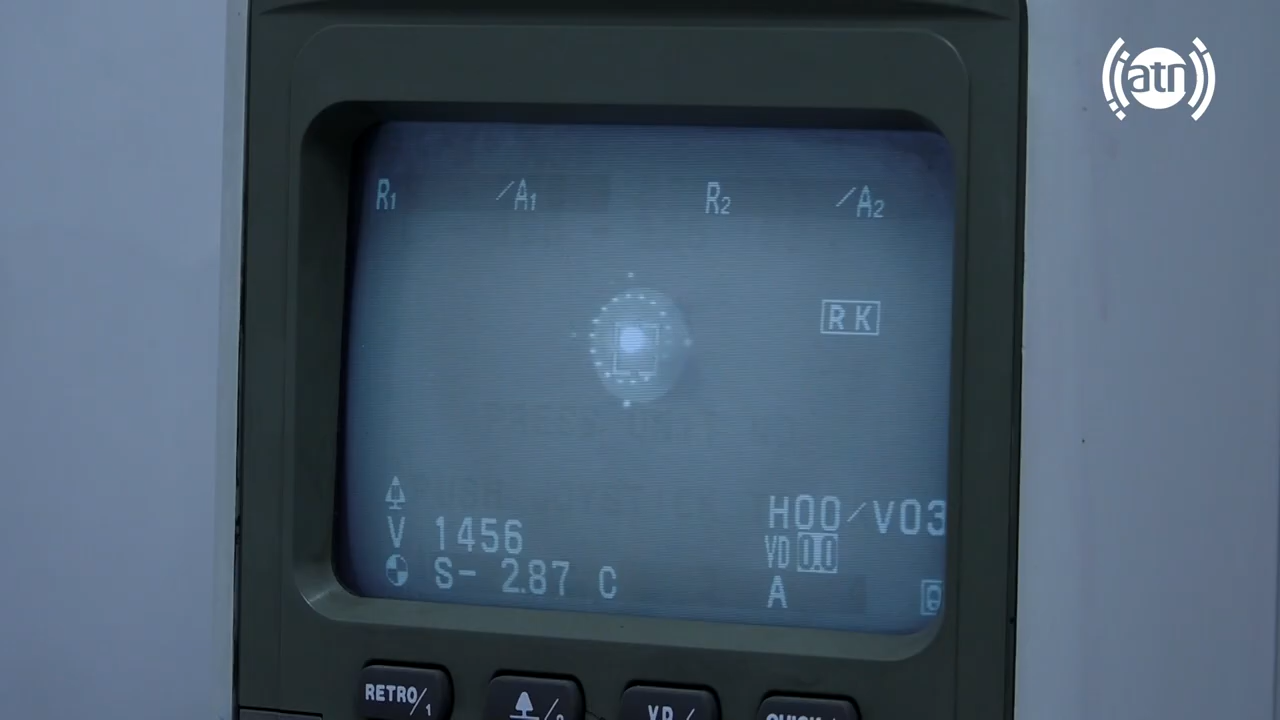 atn
R1 /A1 R2 /A2
RK
H00/V03
V 1456
VD 0.0
S- 2.87 C
A
RETRO/1
VD/